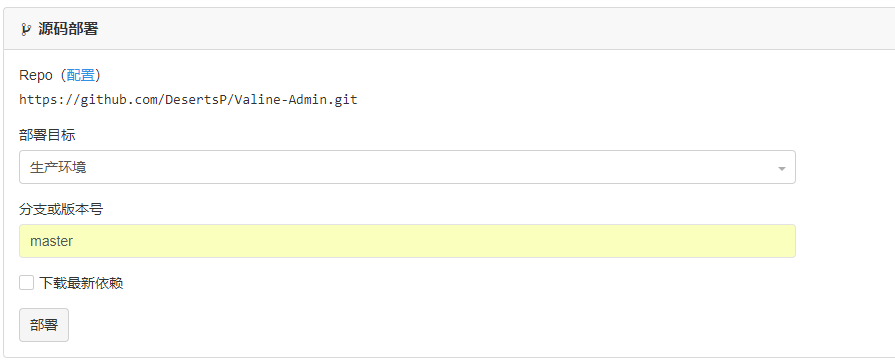 源码部署
Repo（配置）
https://github.com/DesertsP/Valine-Admin.git
部署目标
生产环境
分支或版本号
master
下载最新依赖
部署